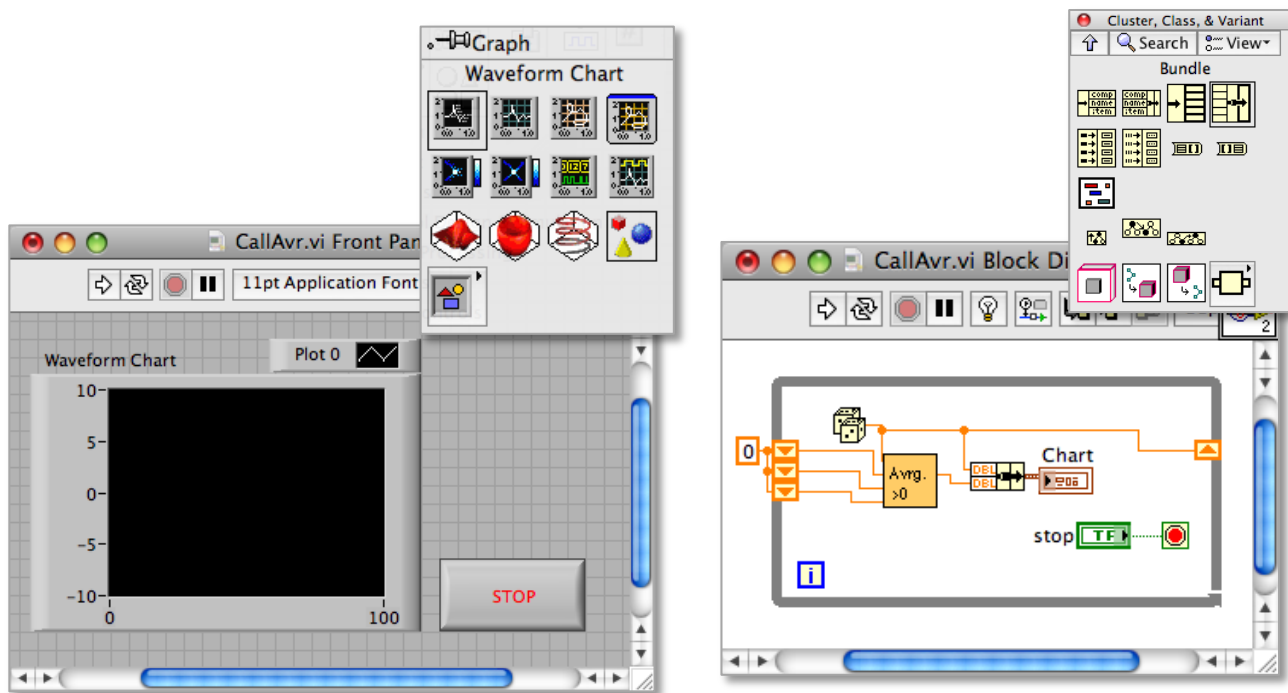 Graph
Waveform Chart
CallAvr.vi Front Pan
11pt Application Font
Waveform Chart
Plot 0
10
5
0
-5
-10
0
100
STOP
Cluster, Class, & Variant
Search
View
Bundle
CallAvr.vi Block Di
2
0
Avrg.
>0
DBL
DBL
Chart
stop
TF
i